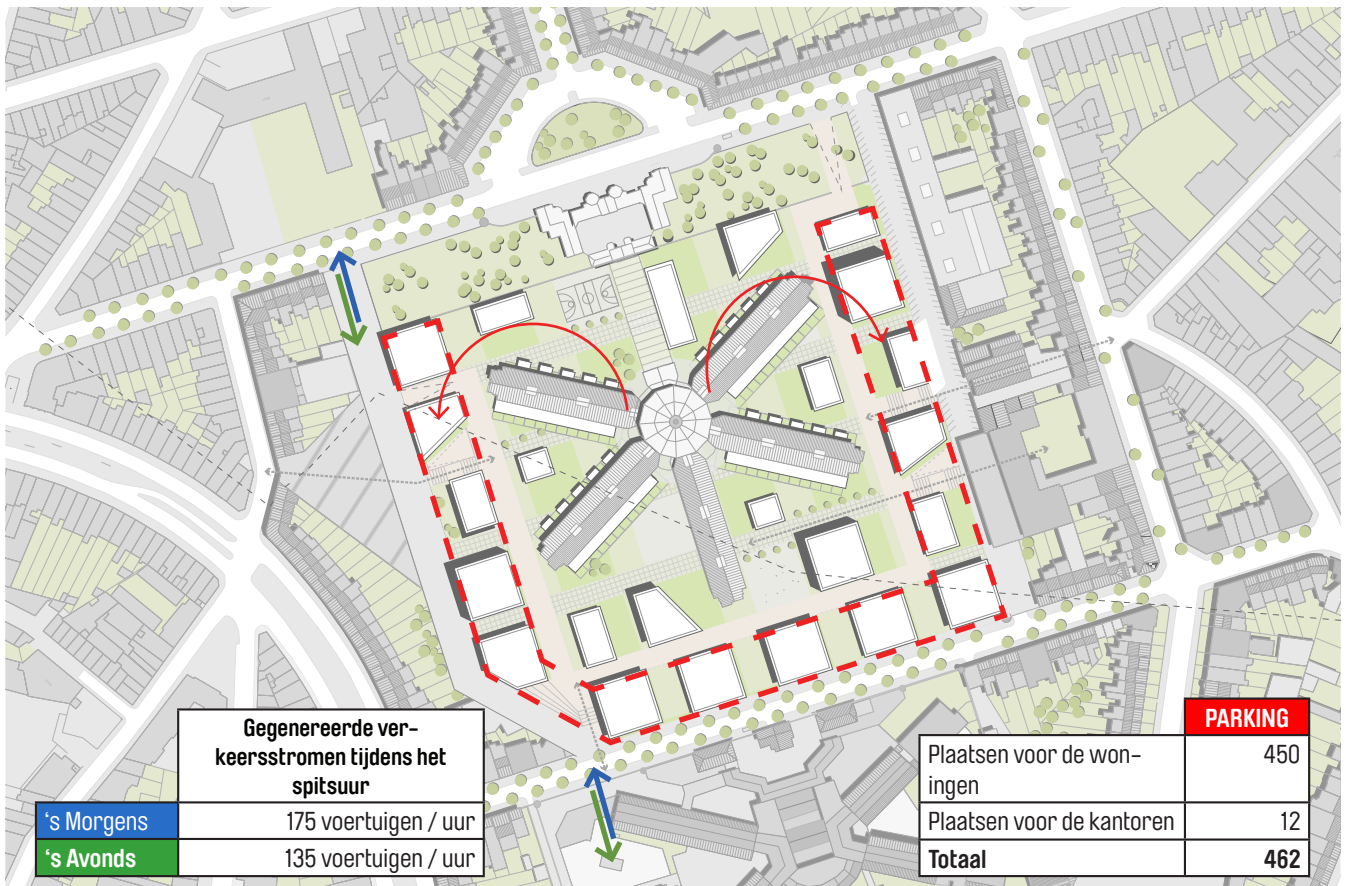 Gegenereerde ver-
keersstromen tijdens het
spitsuur
‘s Morgens 175 voertuigen / uur
‘s Avonds 135 voertuigen / uur
PARKING
Plaatsen voor de won- 450
ingen
Plaatsen voor de kantoren 12
Totaal 462